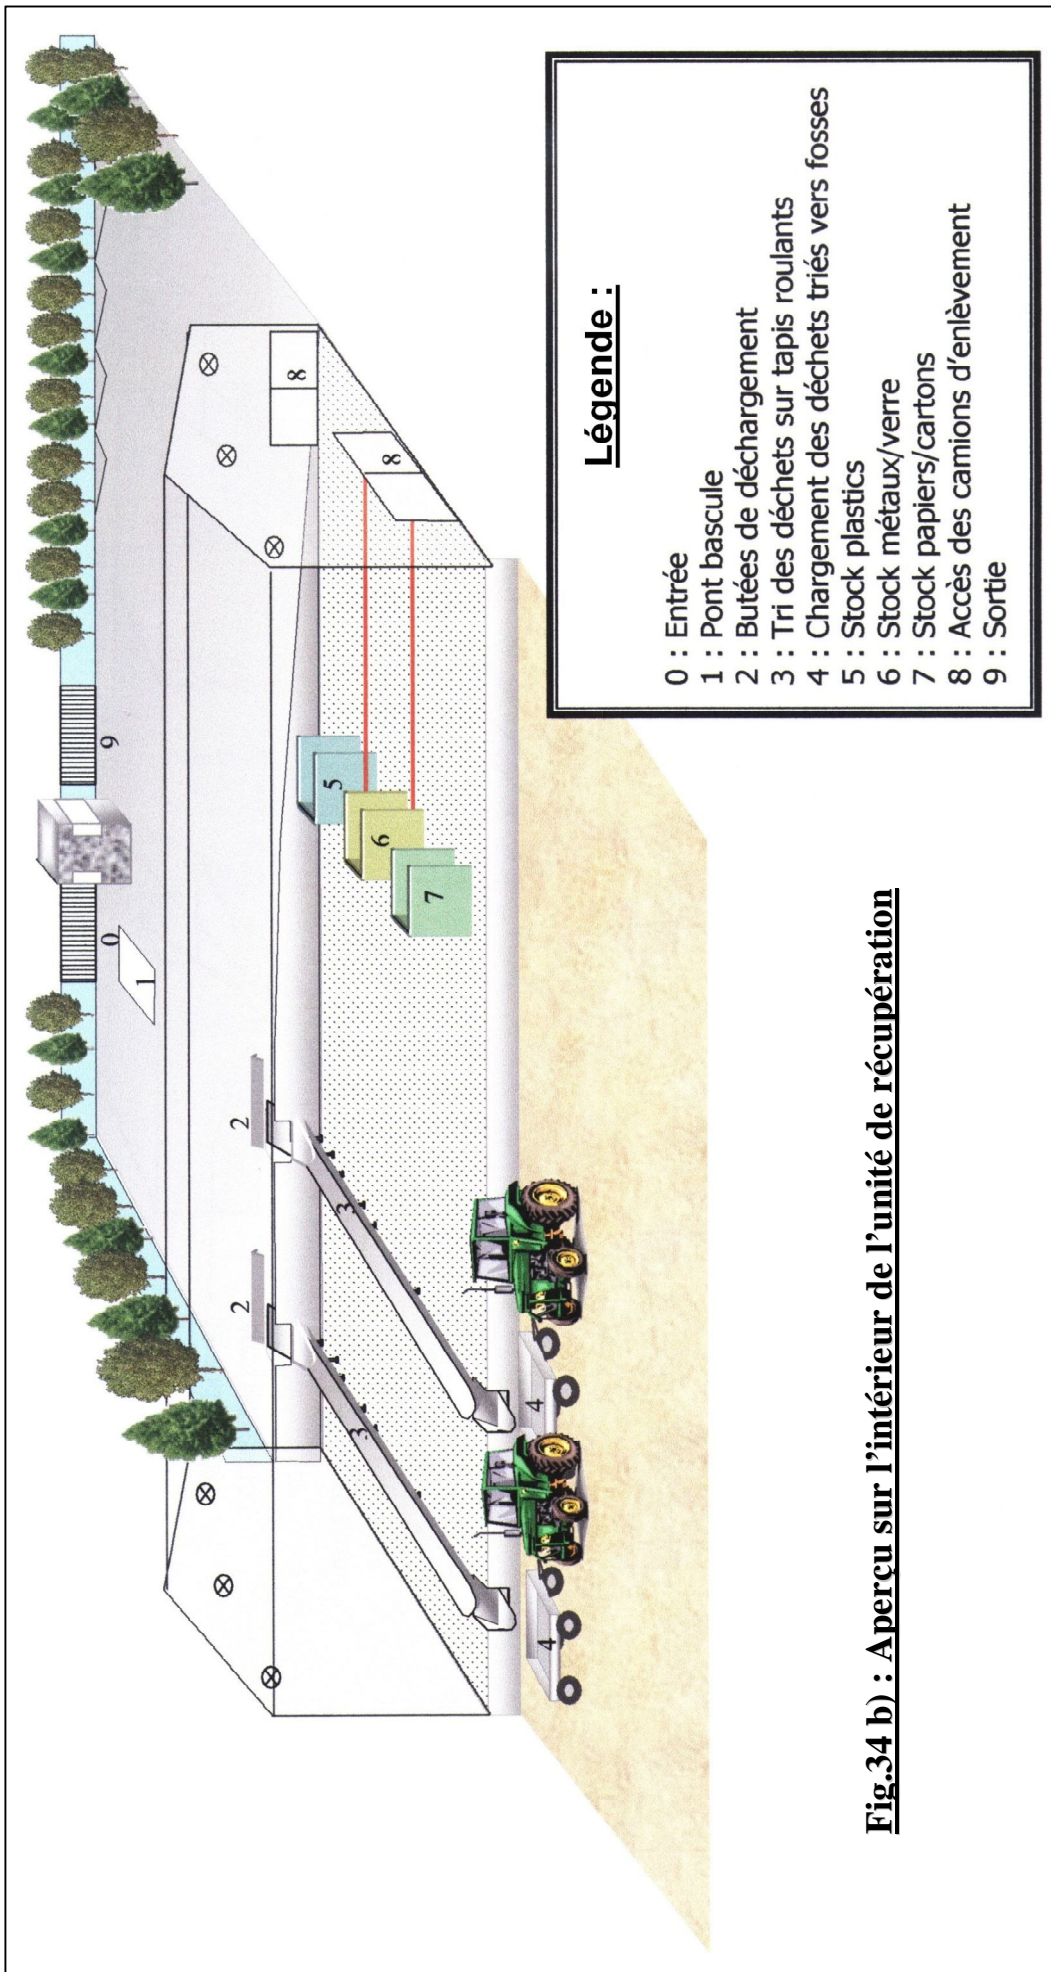 0
9
1
2
2
3
3
4
4
5
6
7
8
8
Légende :
0 : Entrée
1 : Pont bascule
2 : Butées de déchargement
3 : Tri des déchets sur tapis roulants
4 : Chargement des déchets triés vers fosses
5 : Stock plastics
6 : Stock métaux/verre
7 : Stock papiers/cartons
8 : Accès des camions d'enlèvement
9 : Sortie
Fig.34 b) : Aperçu sur l'intérieur de l'unité de récupération